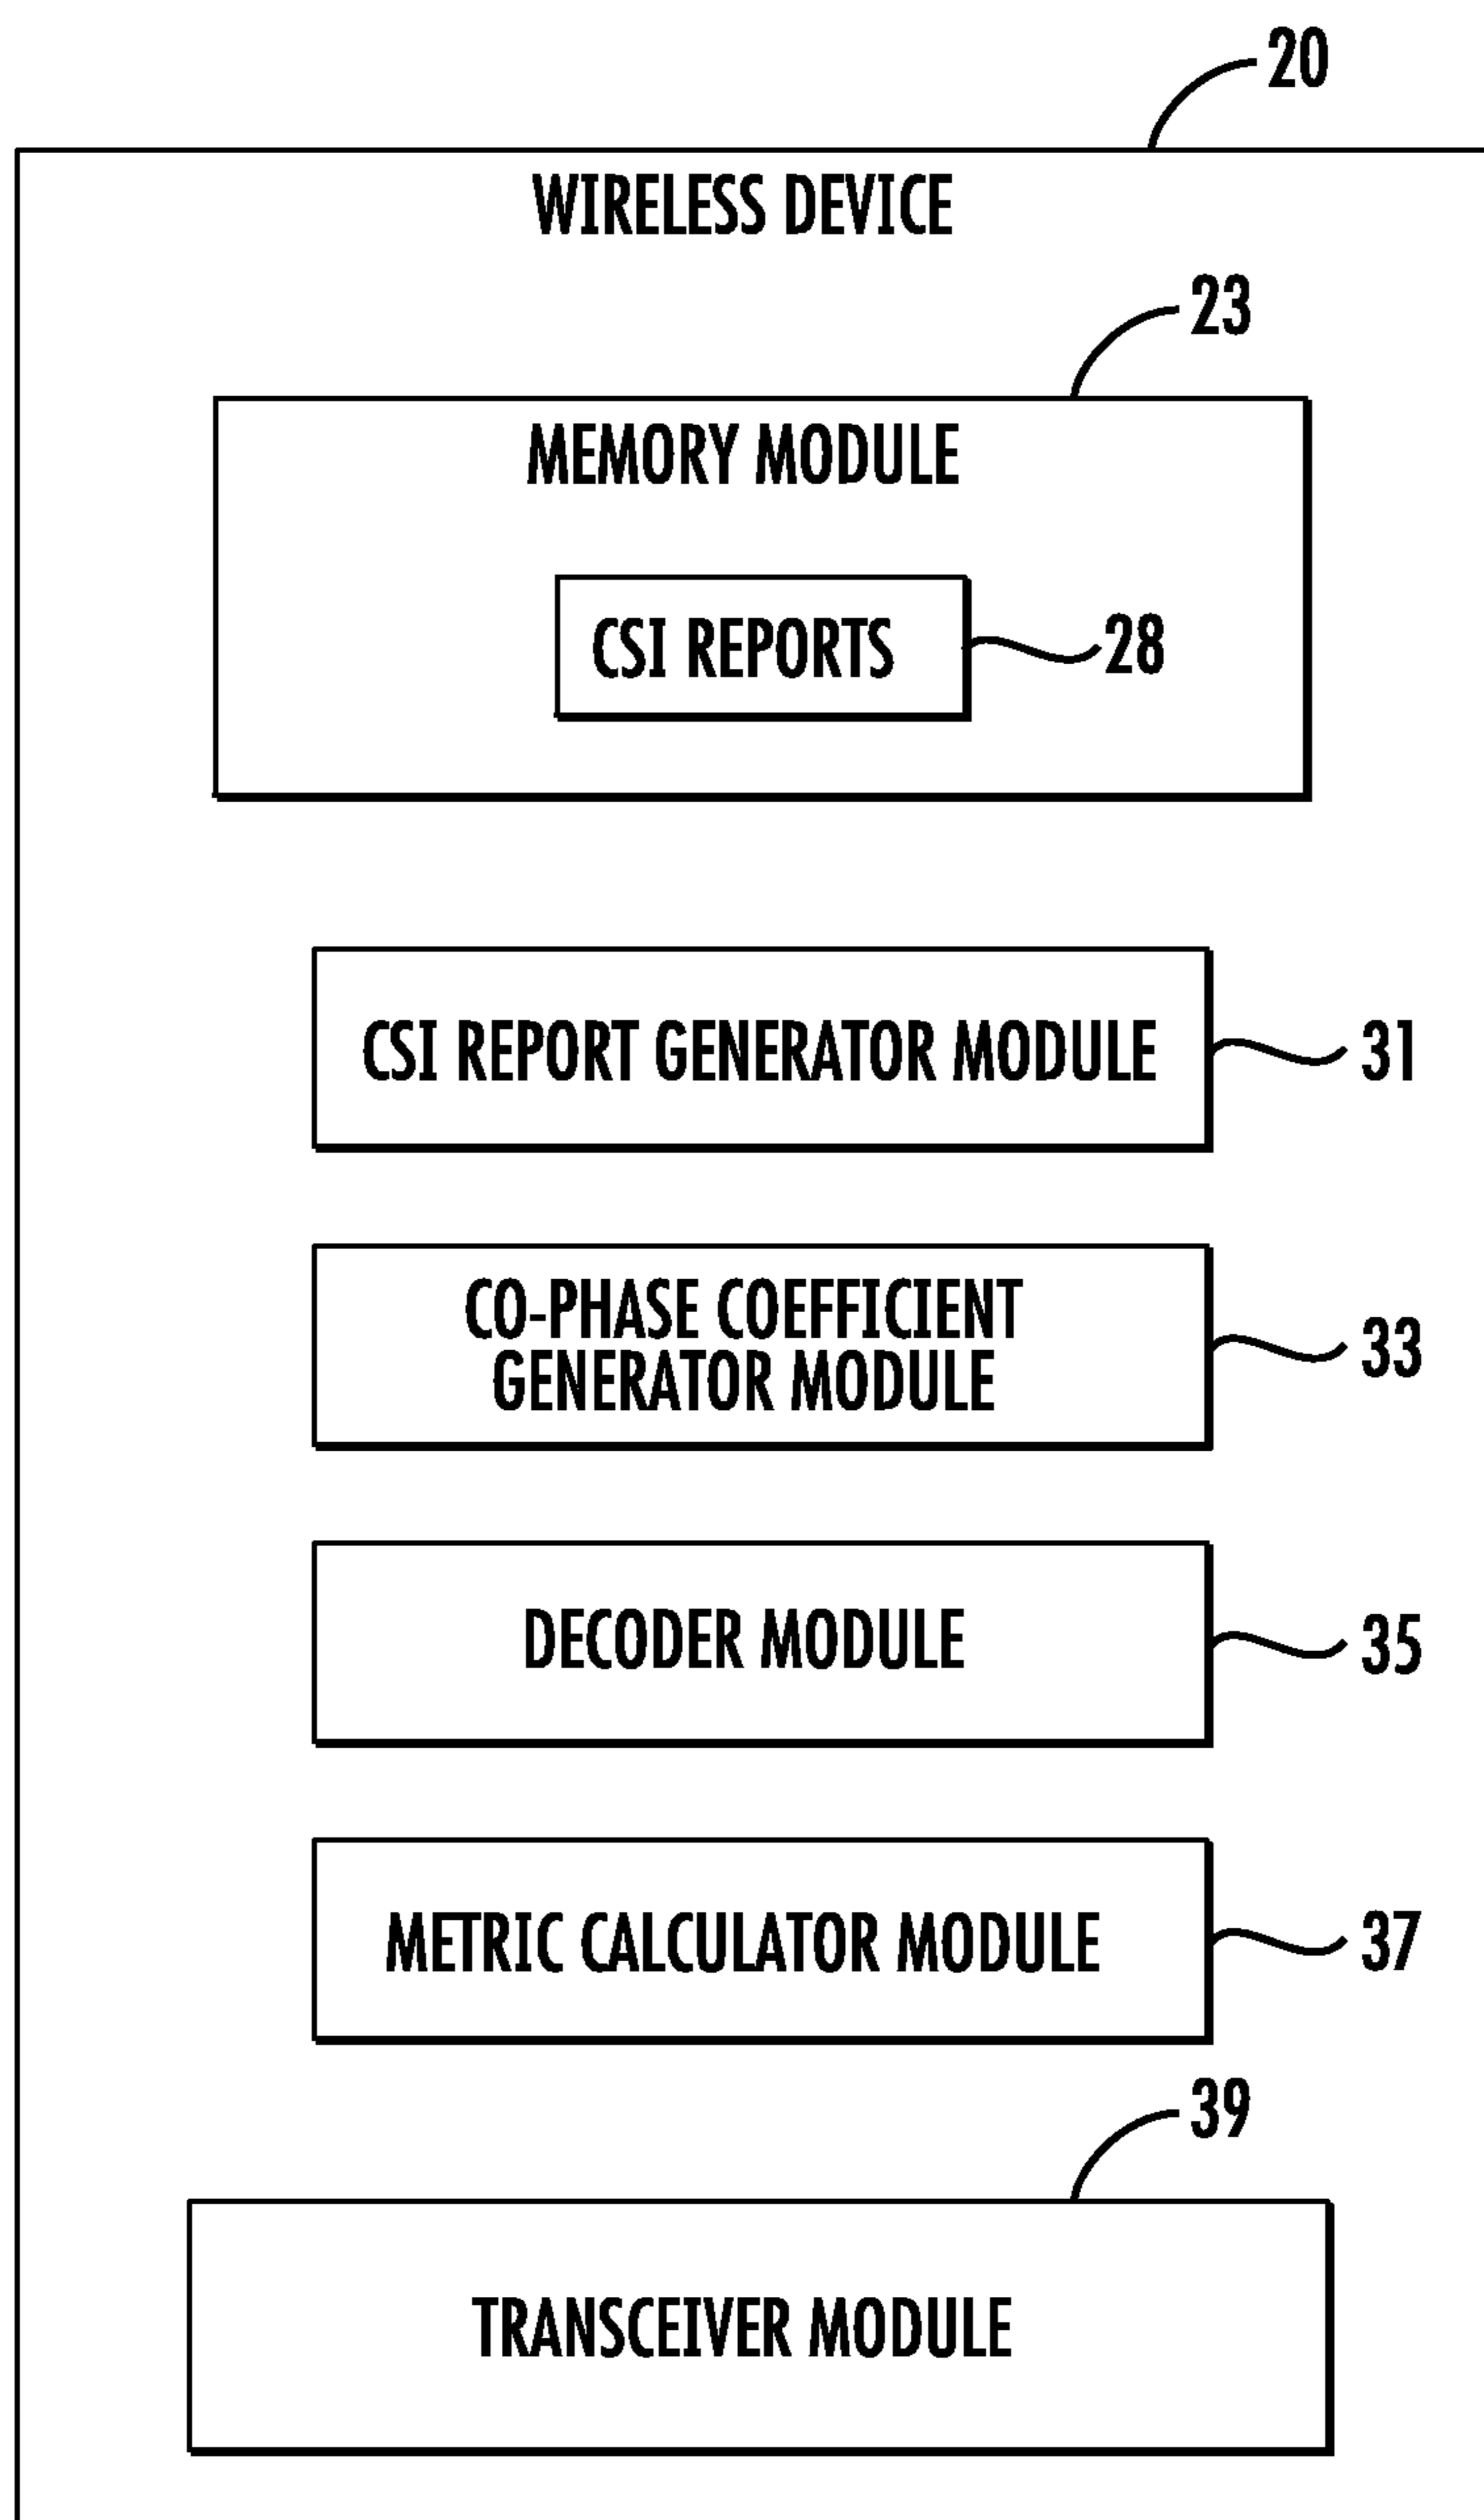 20
WIRELESS DEVICE
23
MEMORY MODULE
CSI REPORTS
28
CSI REPORT GENERATOR MODULE
31
CO-PHASE COEFFICIENT
GENERATOR MODULE
33
DECODER MODULE
35
METRIC CALCULATOR MODULE
37
39
TRANSCEIVER MODULE